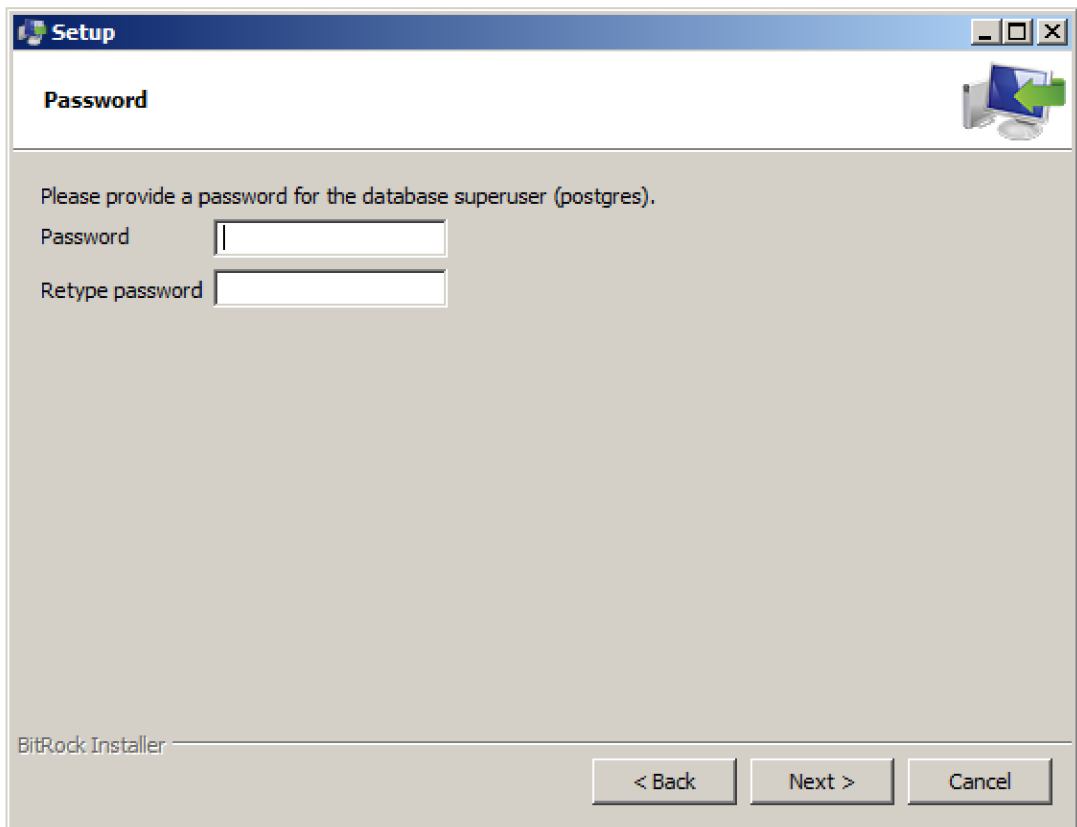 Setup
Password
Please provide a password for the database superuser (postgres).
Password
Retype password
BitRock Installer
< Back Next > Cancel